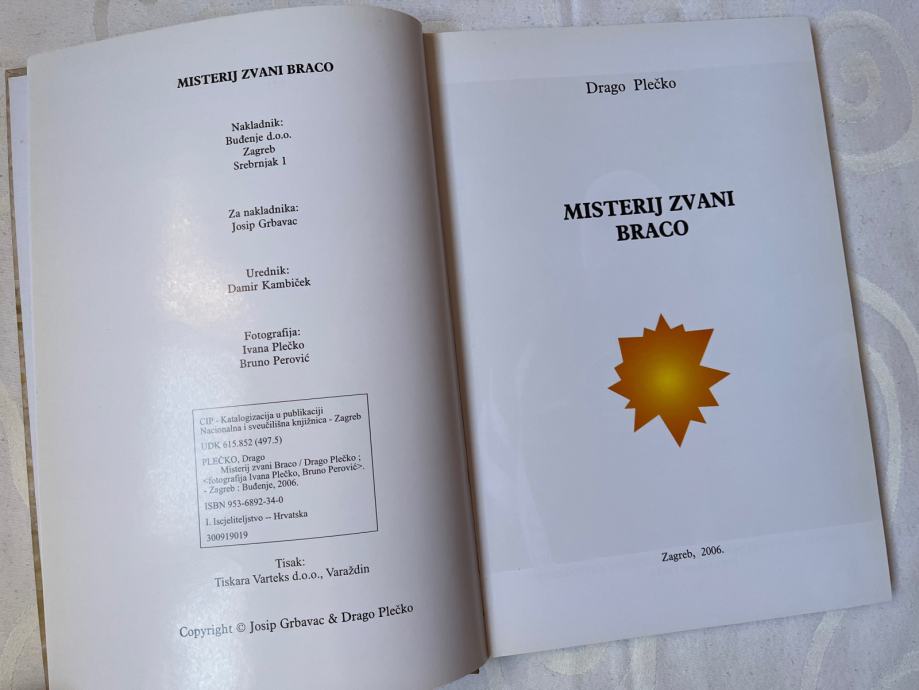 MISTERIJ ZVANI BRACO
Nakladnik:
Buđenje d.o.o.
Zagreb
Srebrnjak 1
Za nakladnika:
Josip Grbavac
Urednik:
Damir Kambiček
Fotografija:
Ivana Plečko
Bruno Perović
CIP - Katalogizacija u publikaciji
Nacionalna i sveučilišna knjižnica - Zagreb
UDK 615.852 (497.5)
PLEČKO, Drago
Misterij zvani Braco / Drago Plečko ;
<fotografija Ivana Plečko, Bruno Perović>.
- Zagreb : Buđenje, 2006.
ISBN 953-6892-34-0
I. Iscjeliteljstvo -- Hrvatska
300919019
Tisak:
Tiskara Varteks d.o.o., Varaždin
Copyright © Josip Grbavac & Drago Plečko
Drago Plečko
MISTERIJ ZVANI
BRACO
Zagreb, 2006.